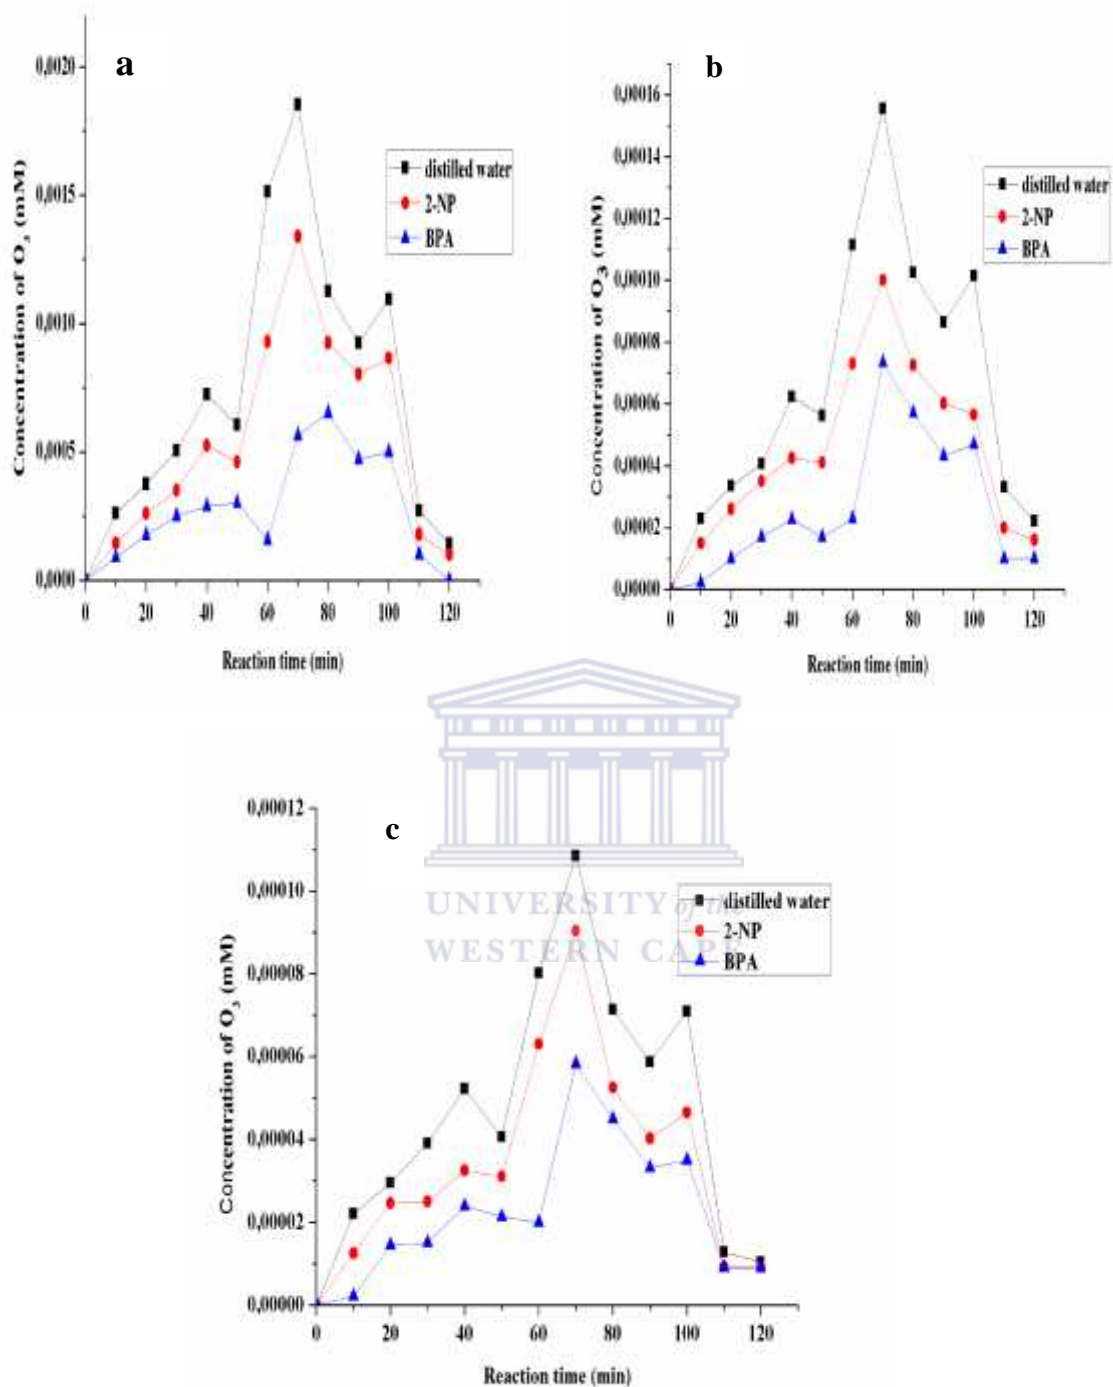 a
0,0020
0,0015
0,0010
0,0005
0,0000
Concentration of O3 (mM)
distilled water
2-NP
BPA
0 20 40 60 80 100 120
Reaction time (min)
b
0,00016
0,00014
0,00012
0,00010
0,00008
0,00006
0,00004
0,00002
0,00000
Concentration of O3 (mM)
distilled water
2-NP
BPA
0 20 40 60 80 100 120
Reaction time (min)
UNIVERSITY of the
WESTERN CAPE
c
0,00012
0,00010
0,00008
0,00006
0,00004
0,00002
0,00000
Concentration of O3 (mM)
distilled water
2-NP
BPA
0 20 40 60 80 100 120
Reaction time (min)